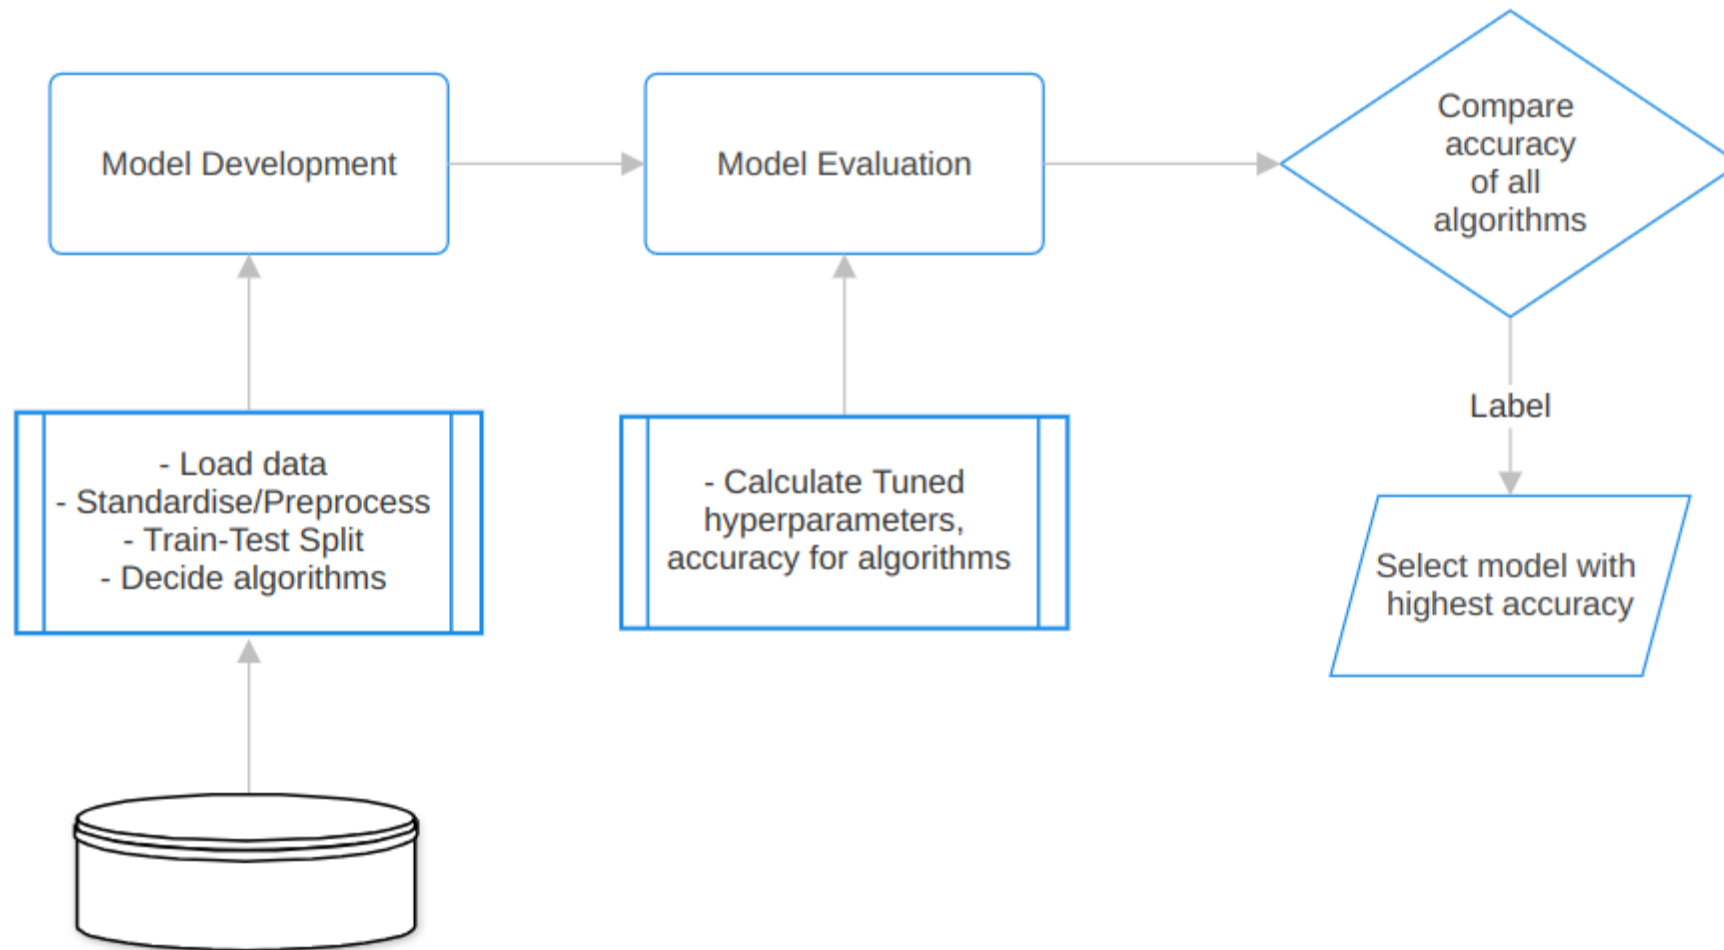 Model Development
Model Evaluation
Compare
accuracy
of all
algorithms
- Load data
- Standardise/Preprocess
- Train-Test Split
- Decide algorithms
- Calculate Tuned
hyperparameters,
accuracy for algorithms
Label
Select model with
highest accuracy